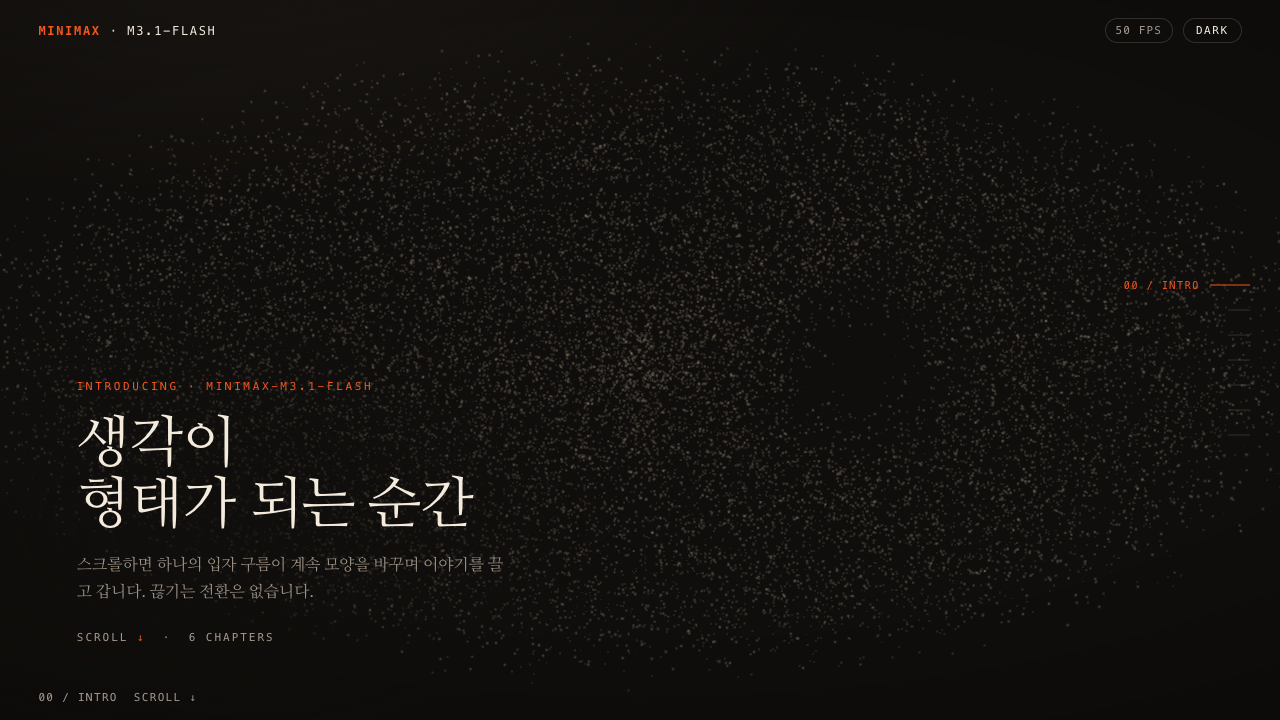 MINIMAX · M3.1-FLASH
50 FPS
DARK
00 / INTRO
INTRODUCING · MINIMAX-M3.1-FLASH
생각이
형태가 되는 순간
스크롤하면 하나의 입자 구름이 계속 모양을 바꾸며 이야기를 끌
고 갑니다. 끊기는 전환은 없습니다.
SCROLL ↓ · 6 CHAPTERS
00 / INTRO SCROLL ↓